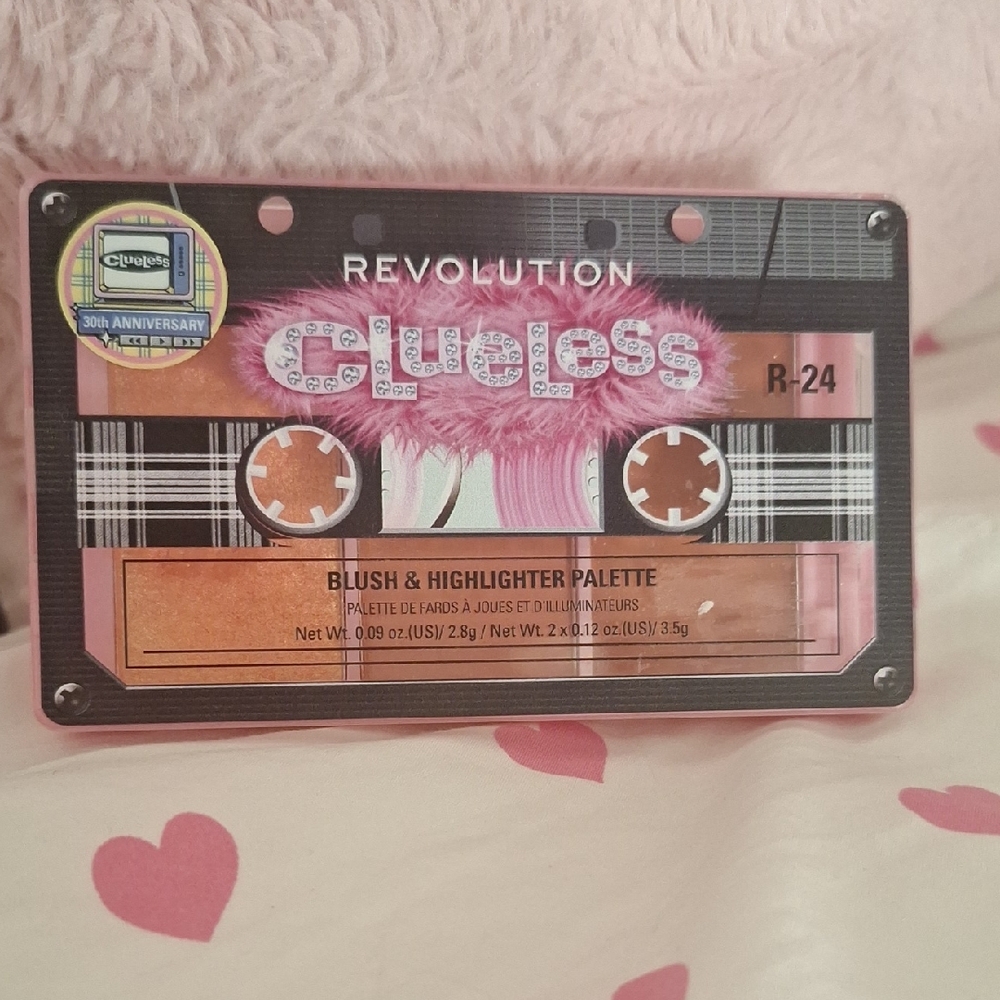 REVOLUTION
CLUELESS
CLUELESS
30th ANNIVERSARY
R-24
BLUSH & HIGHLIGHTER PALETTE
PALETTE DE FARDS À JOUES ET D'ILLUMINATEURS
Net Wt. 0.09 oz.(US)/ 2.8g / Net Wt. 2 x 0.12 oz.(US)/ 3.5g